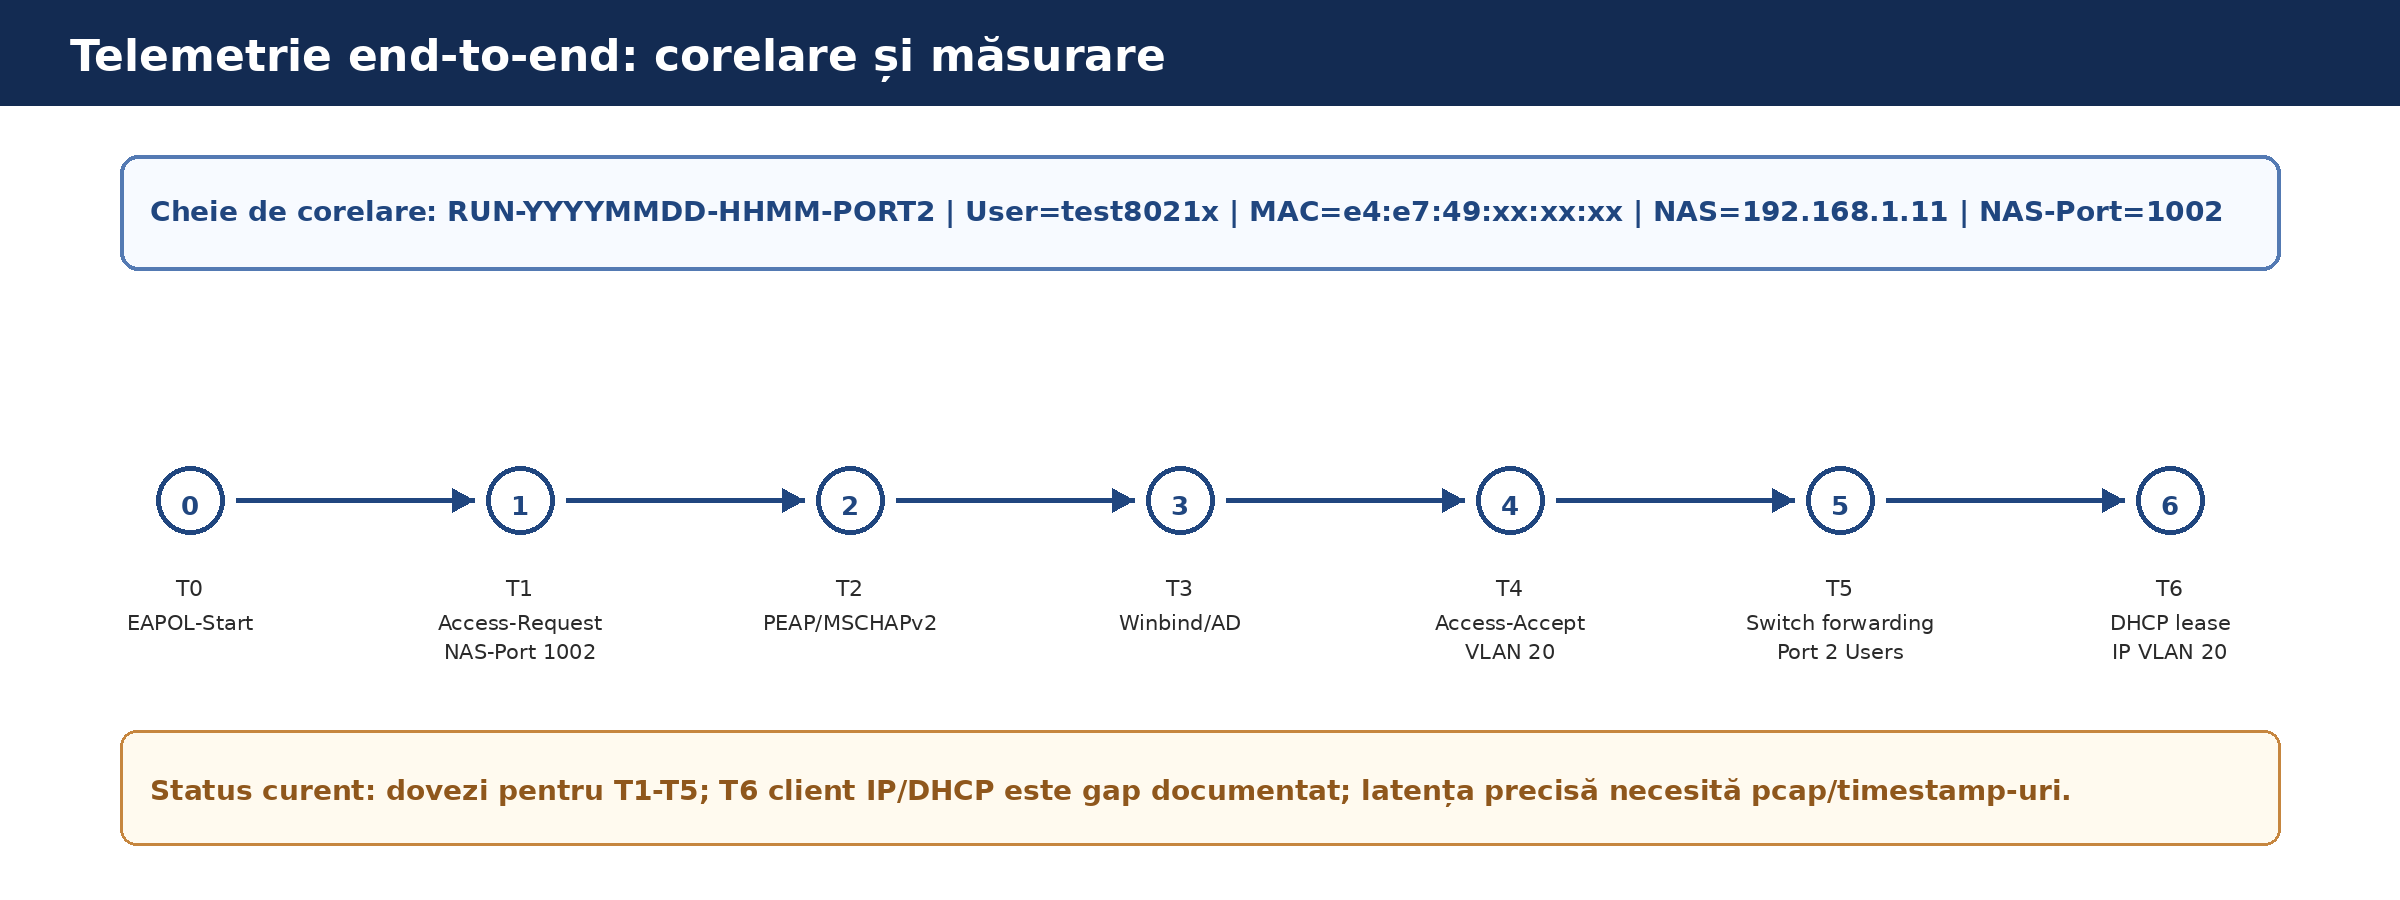 Telemetrie end-to-end: corelare și măsurare
Cheie de corelare: RUN-YYYYMMDD-HHMM-PORT2 | User=test8021x | MAC=e4:e7:49:xx:xx:xx | NAS=192.168.1.11 | NAS-Port=1002
0
1
2
3
4
5
6
T0
EAPOL-Start
T1
Access-Request
NAS-Port 1002
T2
PEAP/MSCHAPv2
T3
Winbind/AD
T4
Access-Accept
VLAN 20
T5
Switch forwarding
Port 2 Users
T6
DHCP lease
IP VLAN 20
Status curent: dovezi pentru T1-T5; T6 client IP/DHCP este gap documentat; latența precisă necesită pcap/timestamp-uri.